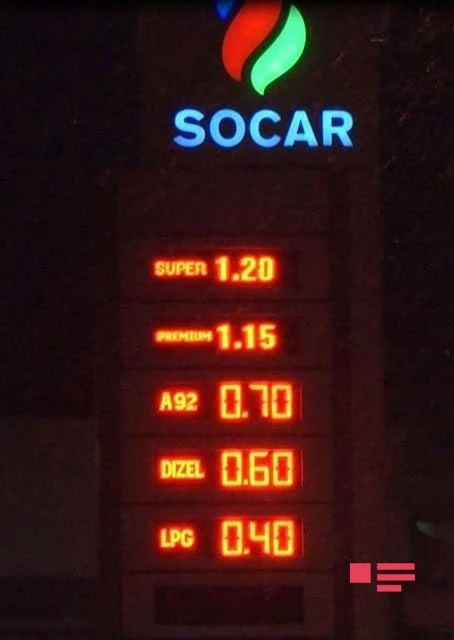 SOCAR
SUPER 1.20
PREMIUM 1.15
A92 0.70
DIZEL 0.60
LPG 0.40